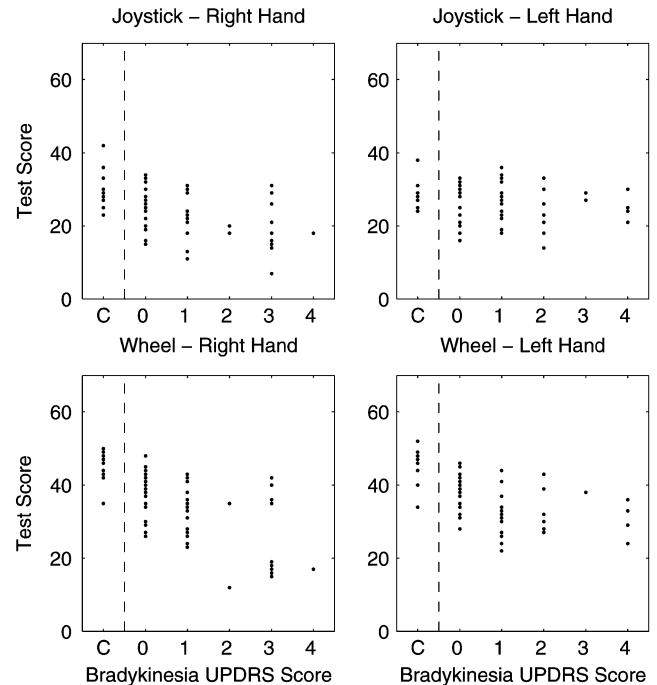 Joystick – Right Hand
Joystick – Left Hand
60
40
20
0
Test Score
C 0 1 2 3 4
60
40
20
0
C 0 1 2 3 4
Wheel – Right Hand
Wheel – Left Hand
60
40
20
0
Test Score
C 0 1 2 3 4
Bradykinesia UPDRS Score
60
40
20
0
C 0 1 2 3 4
Bradykinesia UPDRS Score